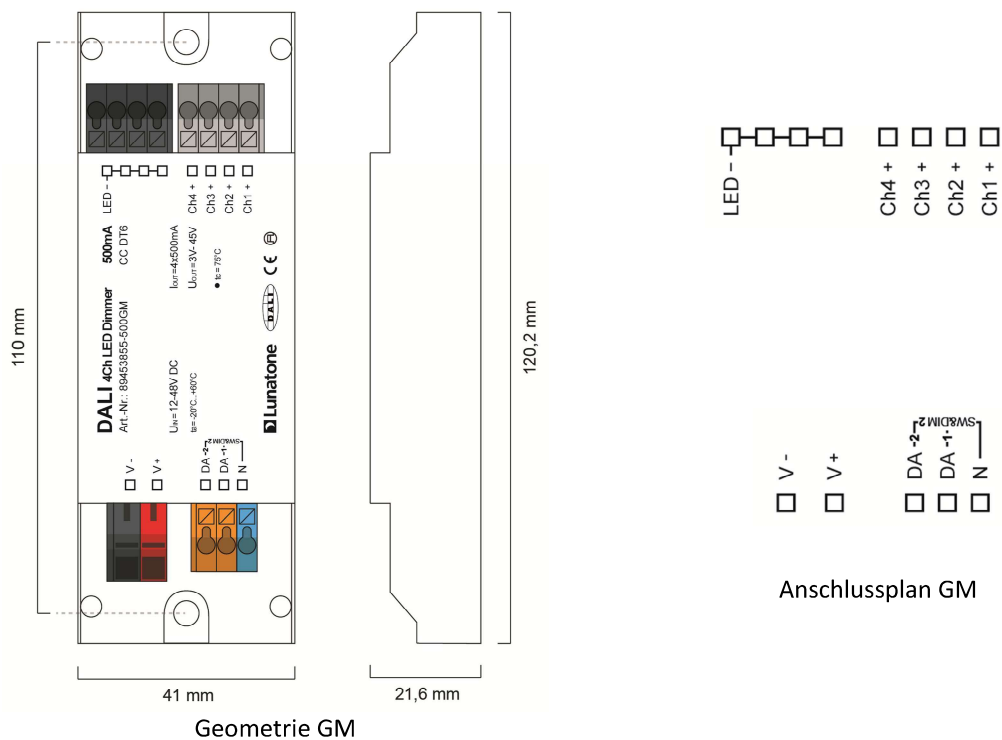 LED -
Ch4 +
Ch3 +
Ch2 +
Ch1 +
500mA
CC DT6
IOUT=4x500mA
UOUT=3V- 45V
● tc = 75°C
DALI 4Ch LED Dimmer
Art.-Nr.: 89453855-500GM
UIN=12-48V DC
ta= -20°C...+60°C
DALI
CE
Lunatone
V -
V +
DA -2-
DA -1-
N
SW&DIM 2
110 mm
120,2 mm
41 mm
21,6 mm
Geometrie GM
LED -
Ch4 +
Ch3 +
Ch2 +
Ch1 +
V -
V +
DA -2-
DA -1-
N
SW&DIM 2
Anschlussplan GM